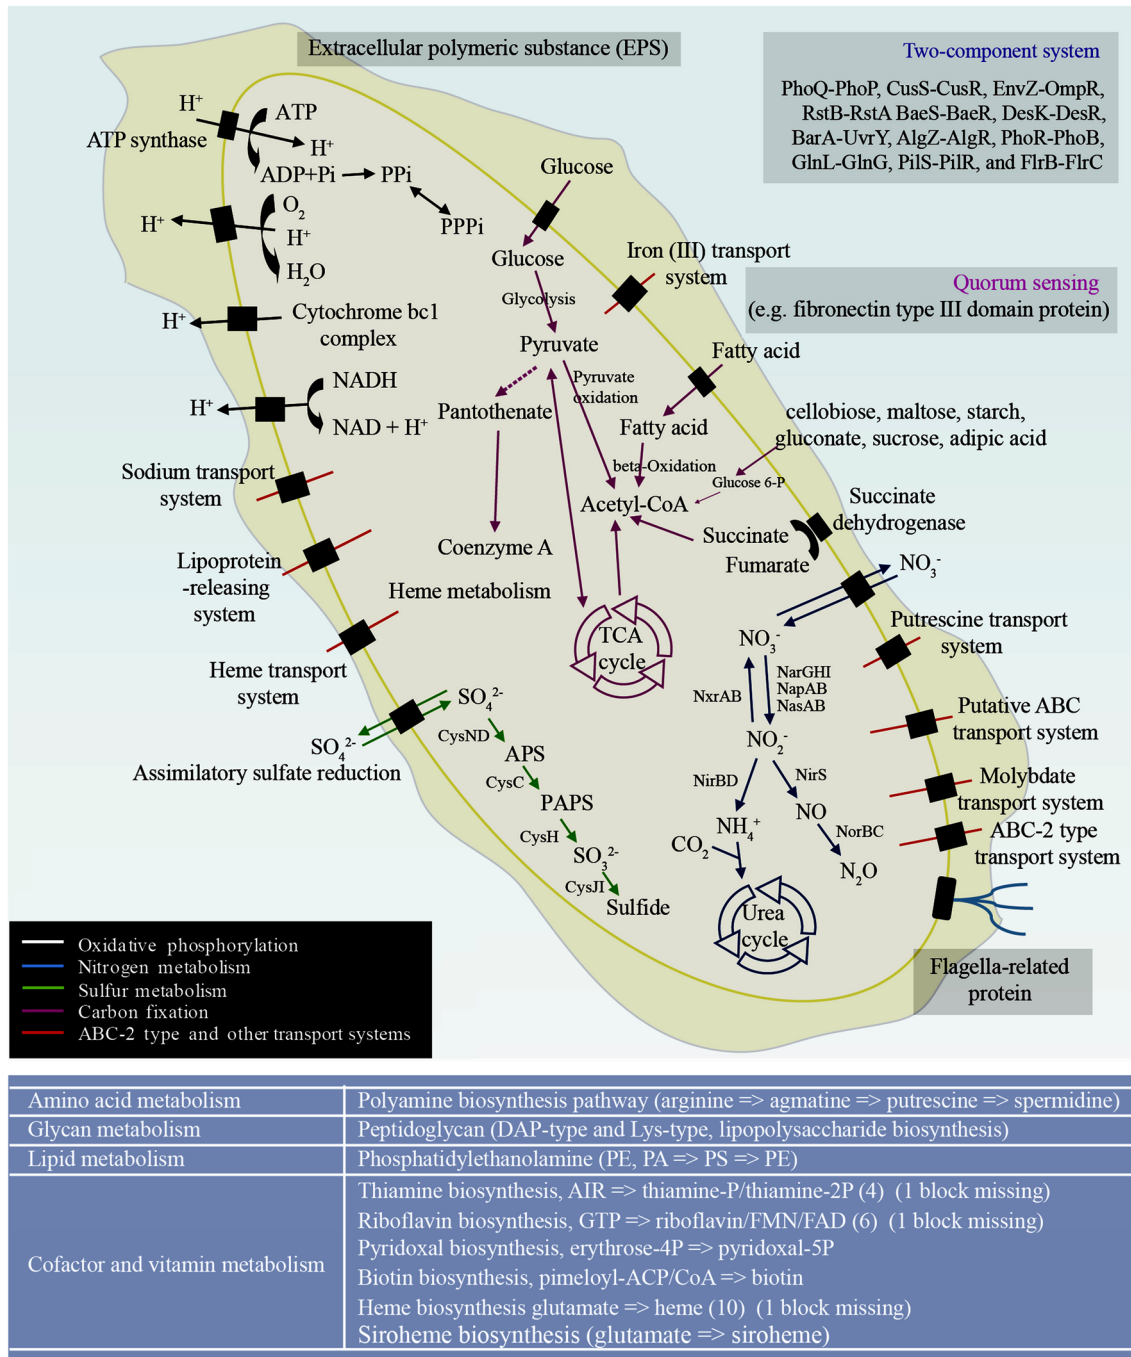 Extracellular polymeric substance (EPS)
Two-component system
PhoQ-PhoP, CusS-CusR, EnvZ-OmpR,
RstB-RstA BaeS-BaeR, DesK-DesR,
BarA-UvrY, AlgZ-AlgR, PhoR-PhoB,
GlnL-GlnG, PilS-PilR, and FlrB-FlrC
H⁺
ATP
ATP synthase
H⁺
ADP+Pi
PPi
PPPi
Glucose
O₂
H⁺
H⁺
H₂O
Glucose
Iron (III) transport
system
Quorum sensing
(e.g. fibronectin type III domain protein)
Glycolysis
H⁺
Cytochrome bc1
complex
Pyruvate
Fatty acid
Pyruvate
oxidation
NADH
H⁺
NAD + H⁺
Pantothenate
Fatty acid
cellobiose, maltose, starch,
gluconate, sucrose, adipic acid
beta-Oxidation
Glucose 6-P
Sodium transport
system
Acetyl-CoA
Succinate
dehydrogenase
Succinate
Fumarate
Coenzyme A
Lipoprotein
-releasing
system
NO₃⁻
Heme metabolism
Putrescine transport
system
TCA
cycle
NO₃⁻
Heme transport
system
NarGHI
NapAB
NasAB
NxrAB
SO₄²⁻
Putative ABC
transport system
CysND
NO₂⁻
SO₄²⁻
APS
Assimilatory sulfate reduction
CysC
NirBD
NirS
Molybdate
transport system
PAPS
NO
NH₄⁺
CysH
NorBC
ABC-2 type
transport system
CO₂
SO₃²⁻
N₂O
CysJI
Sulfide
Urea
cycle
Flagella-related
protein
Oxidative phosphorylation
Nitrogen metabolism
Sulfur metabolism
Carbon fixation
ABC-2 type and other transport systems
Amino acid metabolism
Polyamine biosynthesis pathway (arginine => agmatine => putrescine => spermidine)
Glycan metabolism
Peptidoglycan (DAP-type and Lys-type, lipopolysaccharide biosynthesis)
Lipid metabolism
Phosphatidylethanolamine (PE, PA => PS => PE)
Cofactor and vitamin metabolism
Thiamine biosynthesis, AIR => thiamine-P/thiamine-2P (4) (1 block missing)
Riboflavin biosynthesis, GTP => riboflavin/FMN/FAD (6) (1 block missing)
Pyridoxal biosynthesis, erythrose-4P => pyridoxal-5P
Biotin biosynthesis, pimeloyl-ACP/CoA => biotin
Heme biosynthesis glutamate => heme (10) (1 block missing)
Siroheme biosynthesis (glutamate => siroheme)